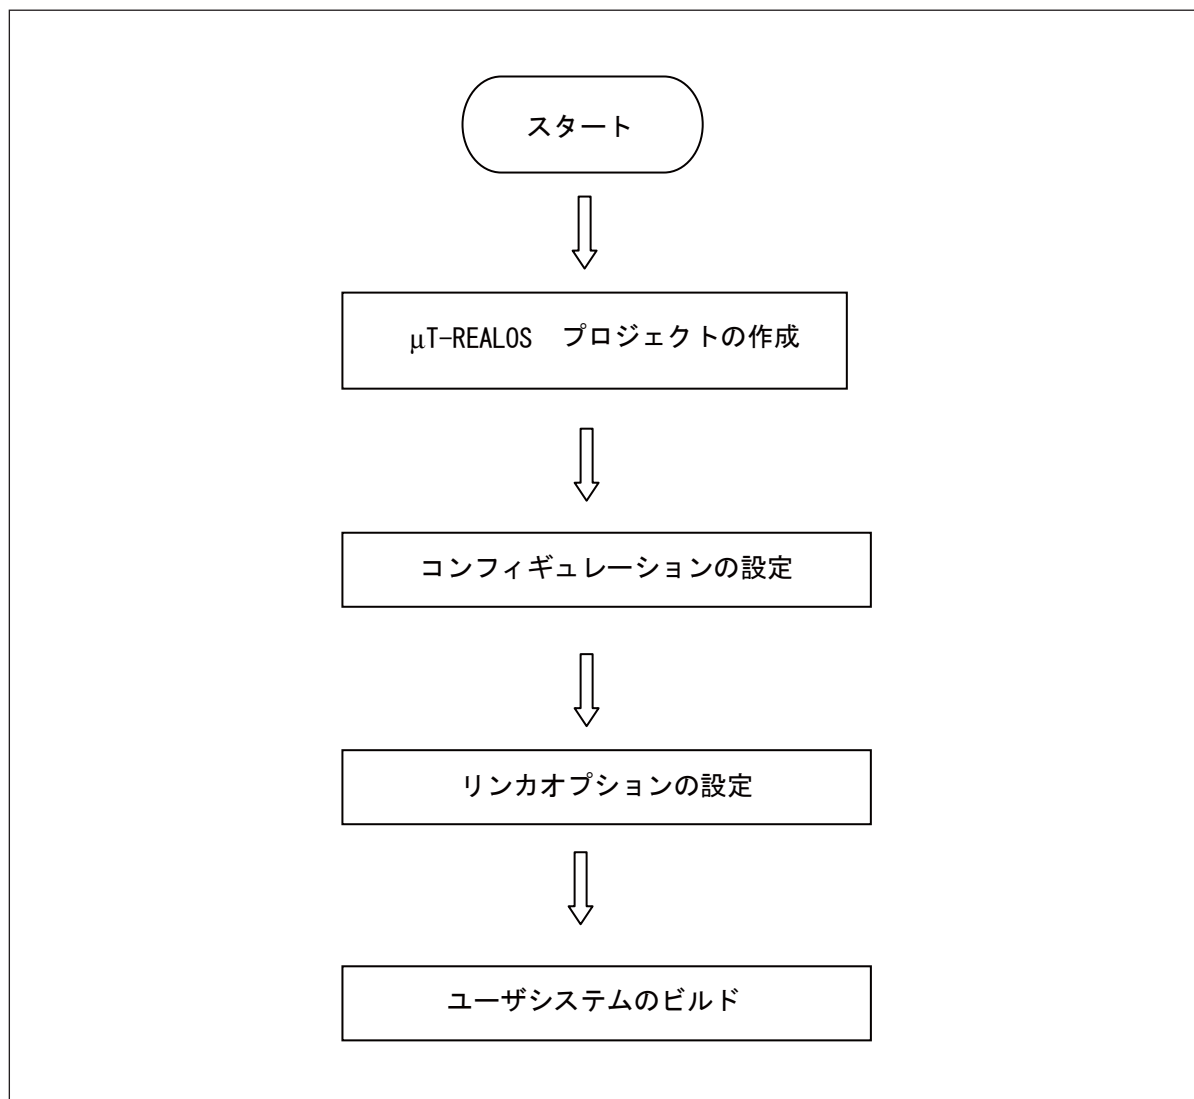 スタート
μT-REALOS　プロジェクトの作成
コンフィギュレーションの設定
リンカオプションの設定
ユーザシステムのビルド